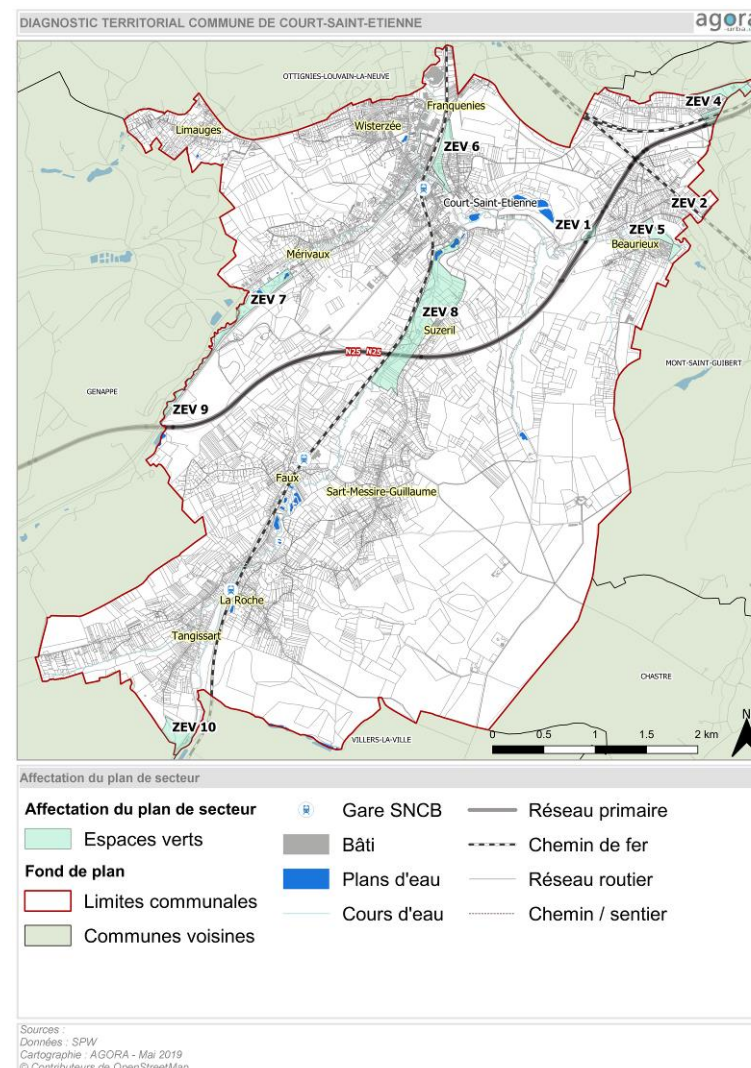 DIAGNOSTIC TERRITORIAL COMMUNE DE COURT-SAINT-ETIENNE
agora
OTTIGNIES-LOUVAIN-LA-NEUVE
Franquenies
ZEV 4
Limauges
Wisterzée
ZEV 6
Court-Saint-Etienne
ZEV 2
ZEV 1
ZEV 5
Beaurieux
Mérivaux
ZEV 7
ZEV 8
Suzeril
N25 N25
MONT-SAINT-GUIBERT
GENAPPE
ZEV 9
Faux
Sart-Messire-Guillaume
La Roche
Tangissart
CHASTRE
ZEV 10
VILLERS-LA-VILLE
N
0 0.5 1 1.5 2 km
Affectation du plan de secteur
Affectation du plan de secteur
Espaces verts
Fond de plan
Limites communales
Communes voisines
Gare SNCB
Bâti
Plans d'eau
Cours d'eau
Réseau primaire
Chemin de fer
Réseau routier
Chemin / sentier
Sources :
Données : SPW
Cartographie : AGORA - Mai 2019
© Contributeurs de OpenStreetMap